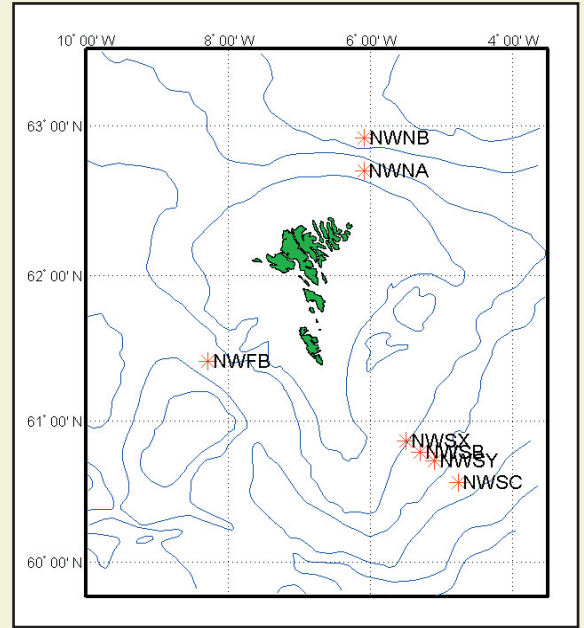 10° 00' W 8° 00' W 6° 00' W 4° 00' W
63° 00' N
NWNB
NWNA
62° 00' N
NWFB
61° 00' N
NWSX
NWSB
NWSY
NWSC
60° 00' N